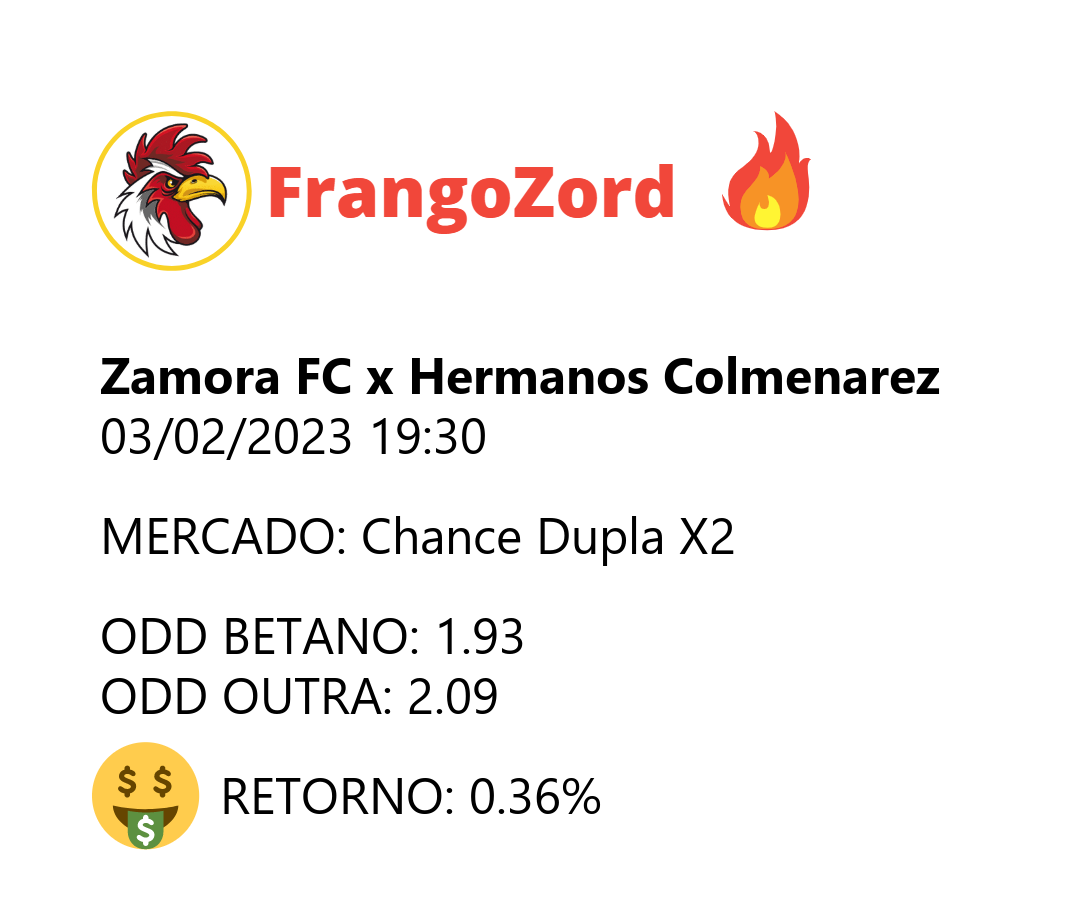 FrangoZord
Zamora FC x Hermanos Colmenarez
03/02/2023 19:30
MERCADO: Chance Dupla X2
ODD BETANO: 1.93
ODD OUTRA: 2.09
RETORNO: 0.36%